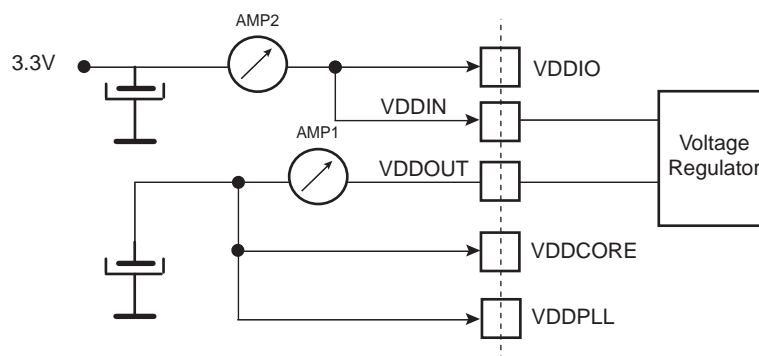 AMP2
3.3V
VDDIO
VDDIN
AMP1
Voltage
Regulator
VDDOUT
VDDCORE
VDDPLL